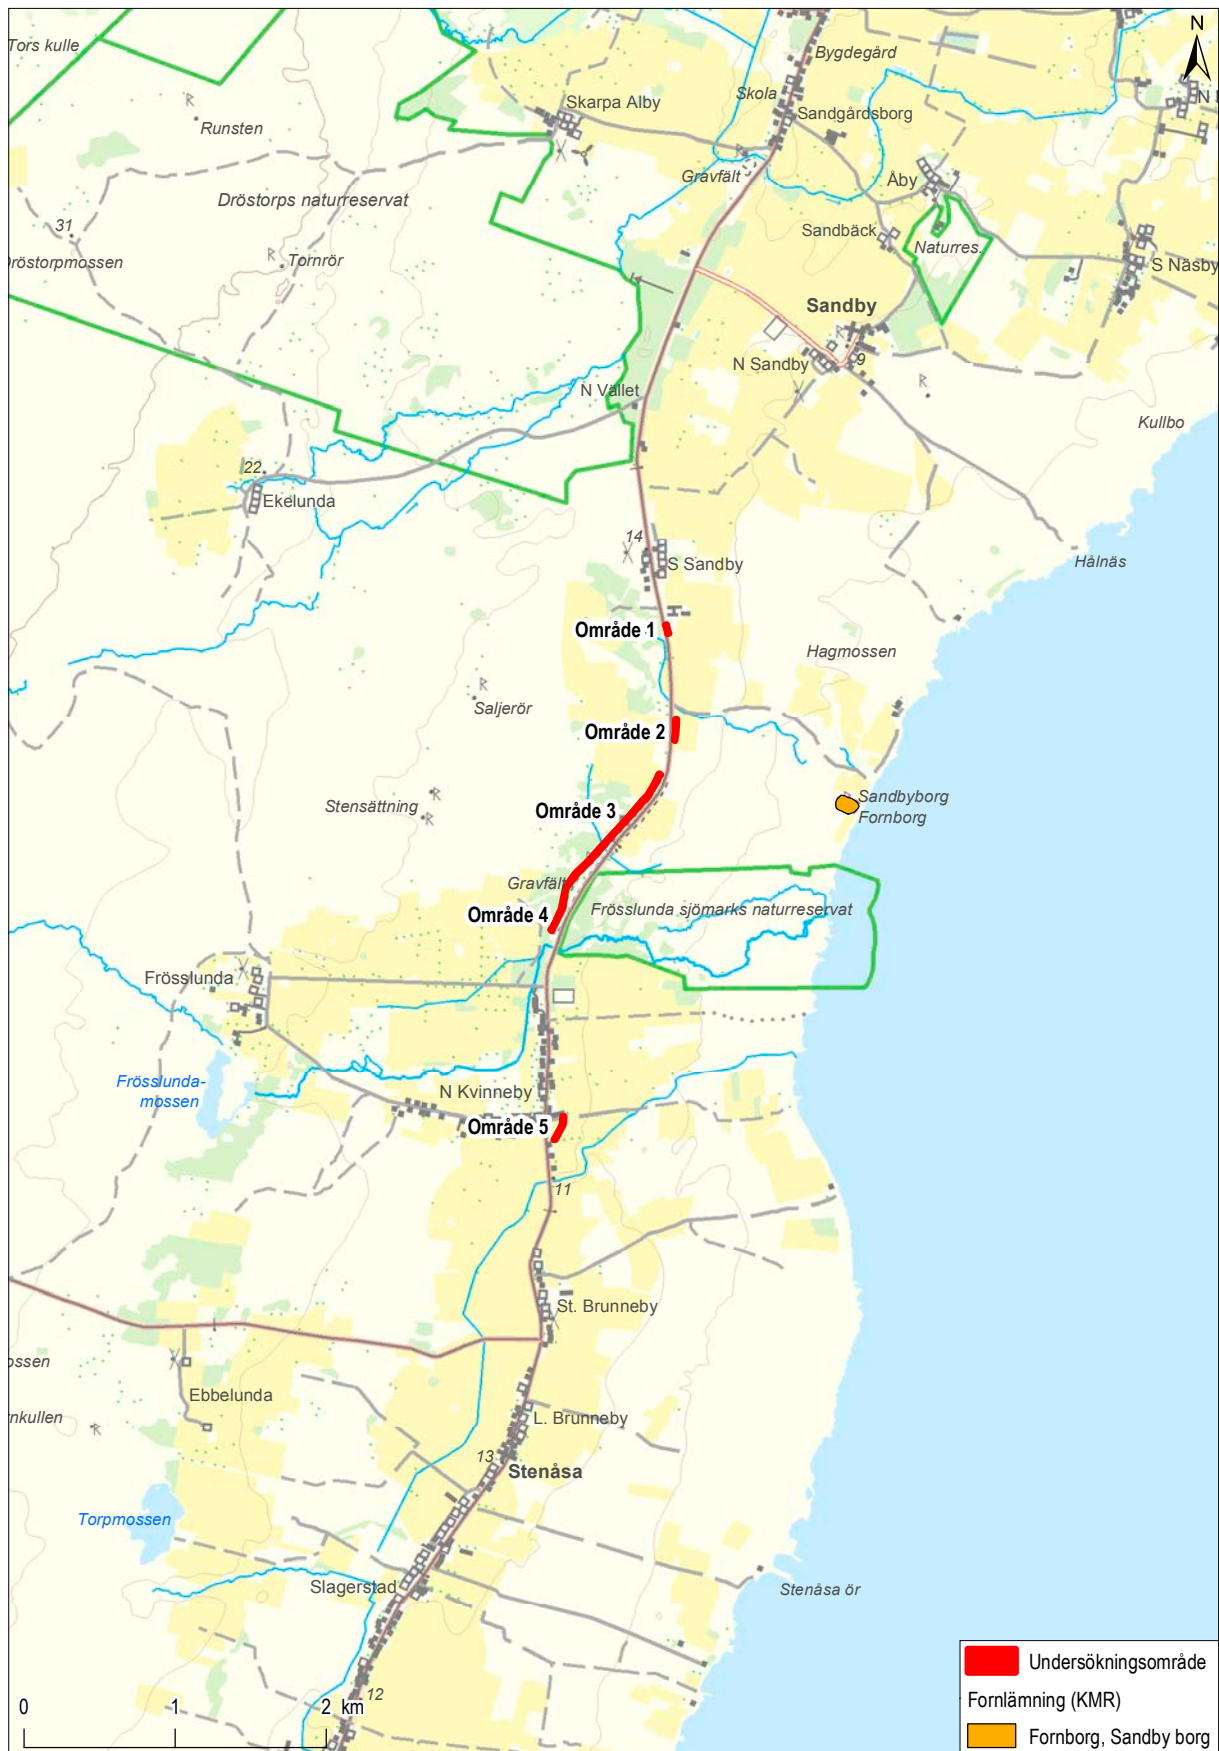 Tors kulle
Bygdegård
N
Skarpa Alby
Skola
Sandgårdsborg
Runsten
Gravfält
Åby
Dröstorps naturreservat
31
Sandbäck
Naturres.
Tornrör
S Näsby
Sandby
N Sandby
9
N Vället
Kullbo
22
Ekelunda
14
S Sandby
Hålnäs
Område 1
Hagmossen
Saljerör
Område 2
Sandbyborg
Fornborg
Stensättning
Område 3
Gravfält
Frösslunda sjömarks naturreservat
Område 4
Frösslunda
Frösslunda-
mossen
N Kvinneby
Område 5
11
St. Brunneby
Ebbelunda
L. Brunneby
13
Stenåsa
Torpmossen
Slagerstad
Stenåsa ör
12
0 1 2 km
Undersökningsområde
Fornlämning (KMR)
Fornborg, Sandby borg